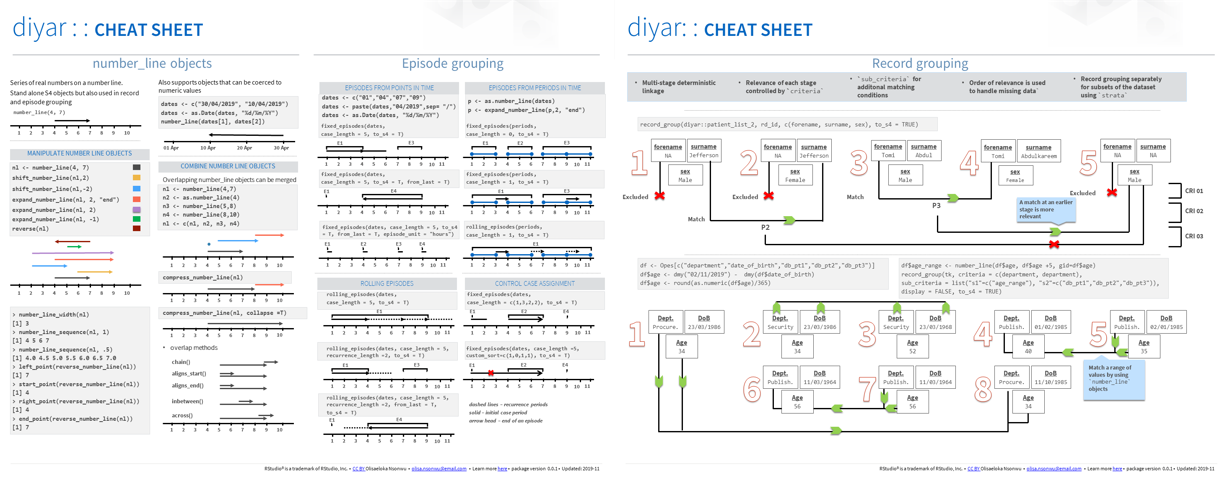 diyar: : CHEAT SHEET
number_line objects
Series of real numbers on a number line.
Stand alone S4 objects but also used in record
and episode grouping
number_line(4, 7)
1 2 3 4 5 6 7 8 9 10
MANIPULATE NUMBER LINE OBJECTS
nl <- number_line(4, 7)
shift_number_line(nl,2)
shift_number_line(nl,-2)
expand_number_line(nl, 2, "end")
expand_number_line(nl, 2)
expand_number_line(nl, -1)
reverse(nl)
1 2 3 4 5 6 7 8 9 10
> number_line_width(nl)
[1] 3
> number_line_sequence(nl, 1)
[1] 4 5 6 7
> number_line_sequence(nl, .5)
[1] 4.0 4.5 5.0 5.5 6.0 6.5 7.0
> left_point(reverse_number_line(nl))
[1] 7
> start_point(reverse_number_line(nl))
[1] 4
> right_point(reverse_number_line(nl))
[1] 4
> end_point(reverse_number_line(nl))
[1] 7
Also supports objects that can be coerced to
numeric values
dates <- c("30/04/2019", "10/04/2019")
dates <- as.Date(dates, "%d/%m/%Y")
number_line(dates[1], dates[2])
01 Apr 10 Apr 20 Apr 30 Apr
COMBINE NUMBER LINE OBJECTS
Overlapping number_line objects can be merged
n1 <- number_line(4,7)
n2 <- as.number_line(4)
n3 <- number_line(5,8)
n4 <- number_line(8,10)
nl <- c(n1, n2, n3, n4)
1 2 3 4 5 6 7 8 9 10
compress_number_line(nl)
1 2 3 4 5 6 7 8 9 10
compress_number_line(nl, collapse =T)
1 2 3 4 5 6 7 8 9 10
• overlap methods
chain()
aligns_start()
aligns_end()
inbetween()
across()
1 2 3 4 5 6 7 8 9 10
Episode grouping
EPISODES FROM POINTS IN TIME
dates <- c("01","04","07","09")
dates <- paste(dates,"04/2019",sep= "/")
dates <- as.Date(dates, "%d/%m/%Y")
fixed_episodes(dates,
case_length = 5, to_s4 = T)
E1 E3
1 2 3 4 5 6 7 8 9 10 11
fixed_episodes(dates,
case_length = 5, to_s4 = T, from_last = T)
E1 E4
1 2 3 4 5 6 7 8 9 10 11
fixed_episodes(dates, case_length = 5, to_s4
= T, from_last = T, episode_unit = "hours")
E1 E2 E3 E4
1 2 3 4 5 6 7 8 9 10 11
ROLLING EPISODES
rolling_episodes(dates,
case_length = 5, to_s4 = T)
E1
1 2 3 4 5 6 7 8 9 10 11
rolling_episodes(dates, case_length = 5,
recurrence_length =2, to_s4 = T)
E1 E4
1 2 3 4 5 6 7 8 9 10 11
rolling_episodes(dates, case_length = 5,
recurrence_length =2, from_last = T,
to_s4 = T)
E1 E4
1 2 3 4 5 6 7 8 9 10 11
EPISODES FROM PERIODS IN TIME
p <- as.number_line(dates)
p <- expand_number_line(p,2, "end")
fixed_episodes(periods,
case_length = 0, to_s4 = T)
E1 E2 E3
1 2 3 4 5 6 7 8 9 10 11
fixed_episodes(periods,
case_length = 5, to_s4 = T)
E1 E3
1 2 3 4 5 6 7 8 9 10 11
rolling_episodes(periods,
case_length = 1, to_s4 = T)
E1
1 2 3 4 5 6 7 8 9 10 11
CONTROL CASE ASSIGNMENT
fixed_episodes(dates,
case_length = c(1,3,2,2), to_s4 = T)
E1 E2
1 2 3 4 5 6 7 8 9 10 11
fixed_episodes(dates, case_length =5,
custom_sort=c(1,0,1,1), to_s4 = T)
E1 E2
1 2 3 4 5 6 7 8 9 10 11
dashed lines - recurrence periods
solid - initial case period
arrow head - end of an episode
RStudio® is a trademark of RStudio, Inc. • CC BY Olisaeloka Nsonwu • olisa.nsonwu@gmail.com • Learn more here • package version 0.0.1 • Updated: 2019-11
diyar: : CHEAT SHEET
Record grouping
• Multi-stage deterministic
linkage
• Relevance of each stage
controlled by `criteria`
• `sub_criteria` for
additonal matching
conditions
• Order of relevance is used
to handle missing data`
• Record grouping separately
for subsets of the dataset
using `strata`
record_group(diyar::patient_list_2, rd_id, c(forename, surname, sex), to_s4 = TRUE)
1
forename surname
NA Jefferson
sex
Male
Excluded
2
forename surname
NA Jefferson
sex
Female
Excluded
3
forename surname
Tomi Abdul
sex
Male
4
forename surname
Tomi Abdulkareem
sex
Female
5
forename surname
NA NA
sex
Male
Excluded
CRI 01
CRI 02
CRI 03
Match
P2
Match
P3
A match at an earlier
stage is more
relevant
df <- Opes[c("department","date_of_birth","db_pt1","db_pt2","db_pt3")]
df$age <- dmy("02/11/2019") - dmy(df$date_of_birth)
df$age <- round(as.numeric(df$age)/365)
df$age_range <- number_line(df$age, df$age +5, gid=df$age)
record_group(tk, criteria = c(department, department),
sub_criteria = list("s1"=c("age_range"), "s2"=c("db_pt1","db_pt2","db_pt3")),
display = FALSE, to_s4 = TRUE)
1
Dept. DoB
Procure. 23/03/1986
Age
34
2
Dept. DoB
Security 23/03/1986
Age
34
3
Dept. DoB
Security 23/03/1968
Age
52
4
Dept. DoB
Publish. 01/02/1985
Age
40
5
Dept. DoB
Publish. 02/01/1985
Age
35
6
Dept. DoB
Publish. 11/03/1964
Age
56
7
Dept. DoB
Publish. 11/03/1964
Age
56
8
Dept. DoB
Procure. 11/10/1985
Age
34
Match a range of
values by using
`number_line`
objects
RStudio® is a trademark of RStudio, Inc. • CC BY Olisaeloka Nsonwu • olisa.nsonwu@gmail.com • Learn more here • package version 0.0.1 • Updated: 2019-11